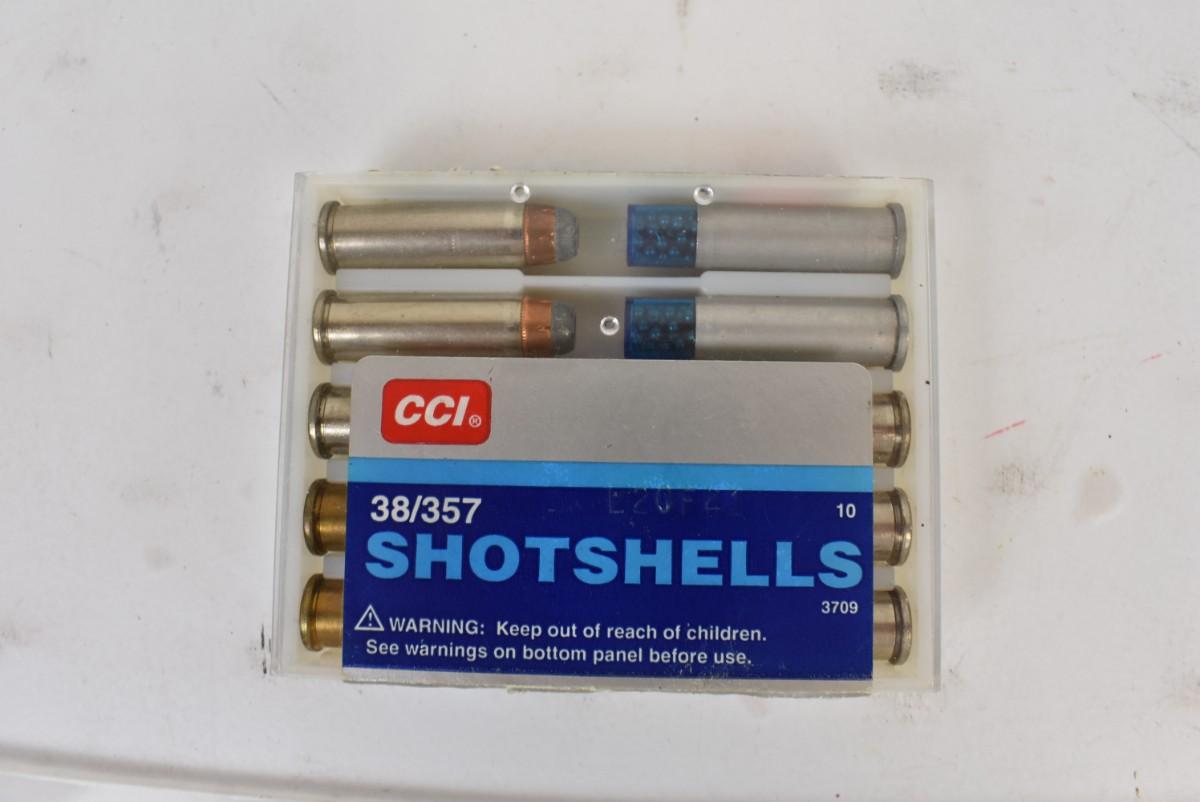 CCI®
38/357
10
SHOTSHELLS
3709
⚠ WARNING: Keep out of reach of children.
See warnings on bottom panel before use.